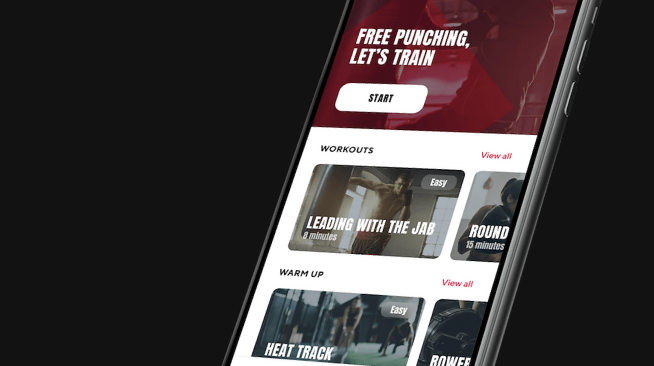 FREE PUNCHING,
LET'S TRAIN
START
WORKOUTS
View all
Easy
LEADING WITH THE JAB
8 minutes
ROUND
15 minutes
WARM UP
View all
Easy
HEAT TRACK
POWER